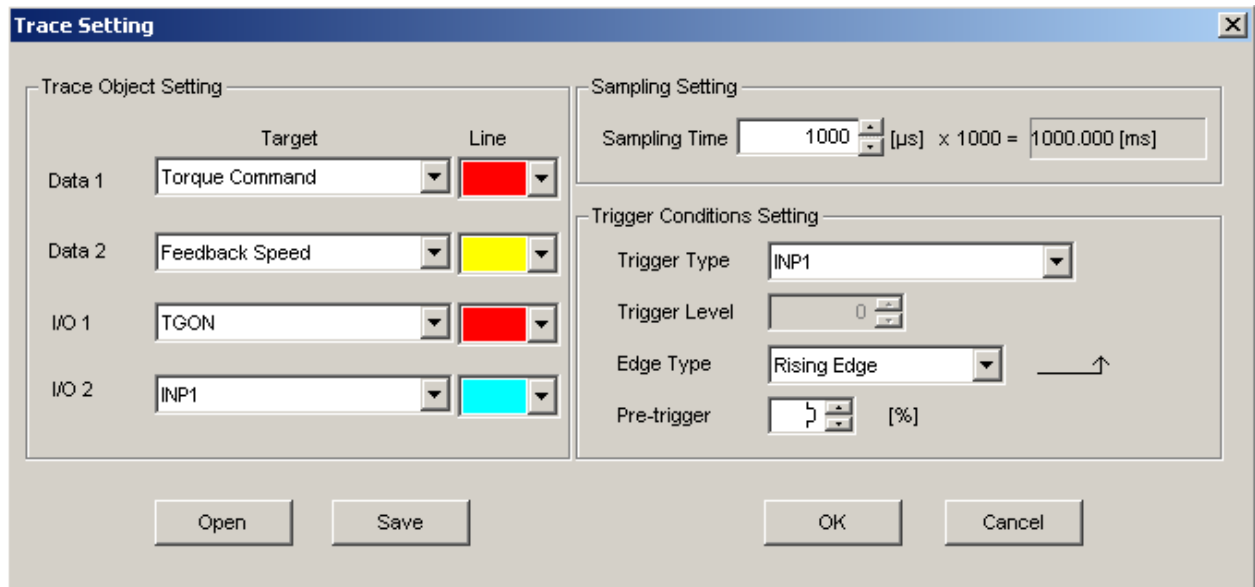 Trace Setting
Trace Object Setting
Target Line
Data 1 Torque Command
Data 2 Feedback Speed
I/O 1 TGON
I/O 2 INP1
Open Save
Sampling Setting
Sampling Time 1000 [µs] x 1000 = 1000.000 [ms]
Trigger Conditions Setting
Trigger Type INP1
Trigger Level 0
Edge Type Rising Edge
Pre-trigger [%]
OK Cancel